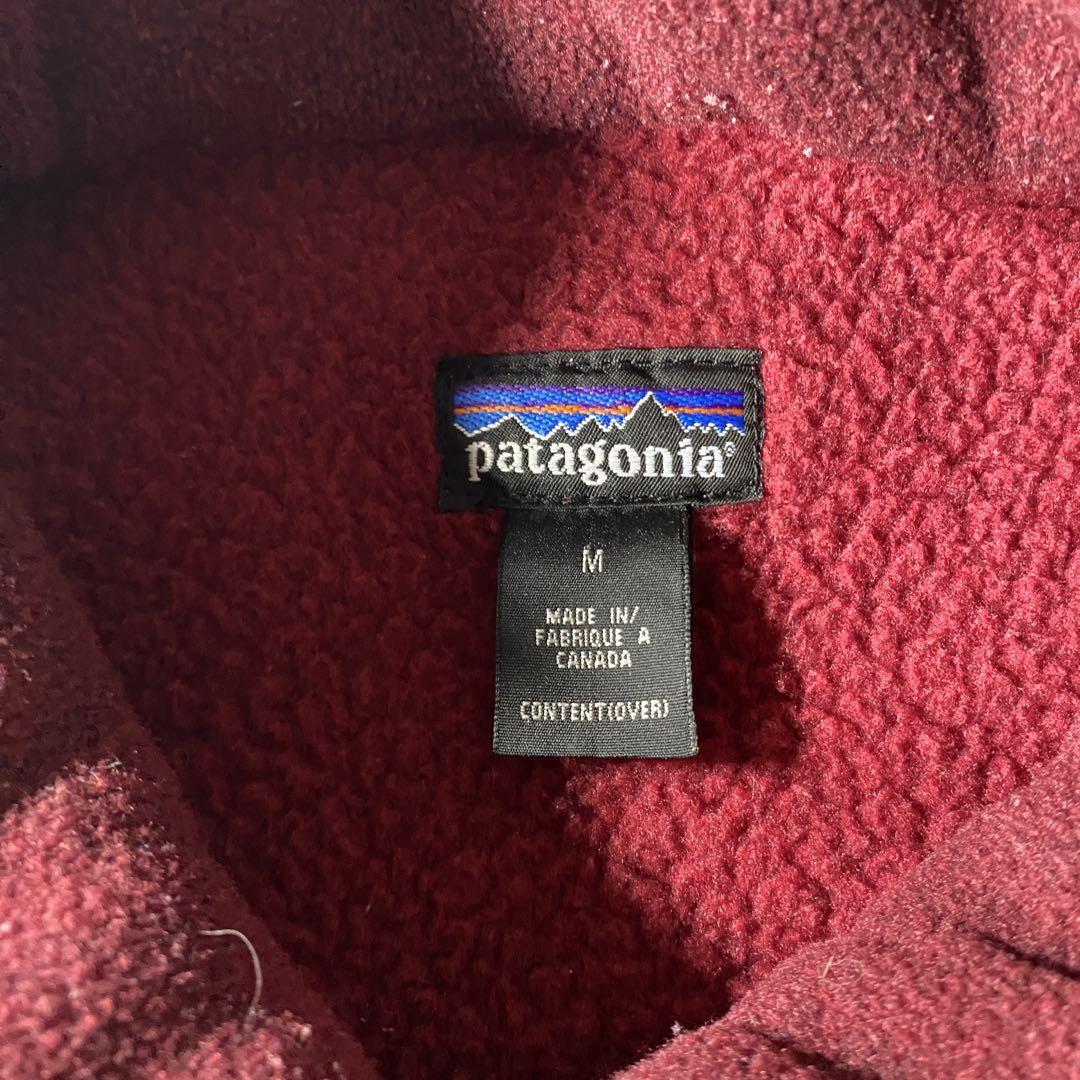 patagonia®
M
MADE IN/
FABRIQUE A
CANADA
CONTENT(OVER)